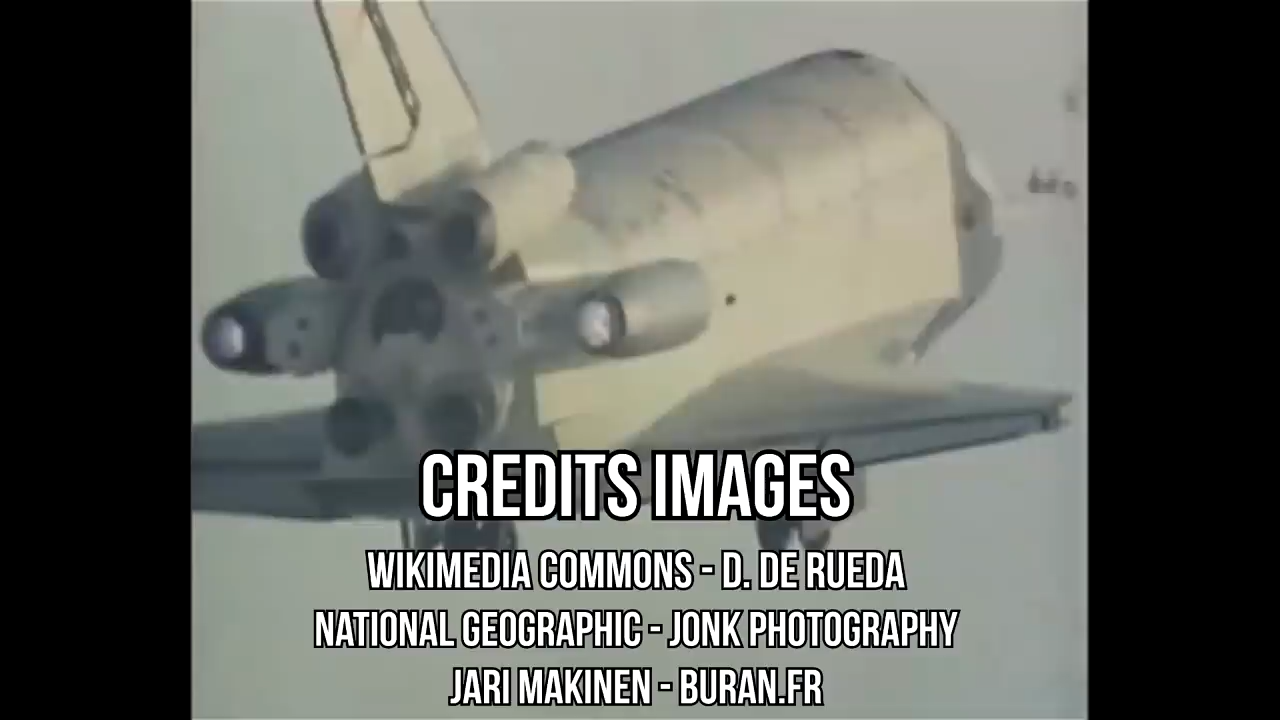 CREDITS IMAGES
WIKIMEDIA COMMONS - D. DE RUEDA
NATIONAL GEOGRAPHIC - JONK PHOTOGRAPHY
JARI MAKINEN - BURAN.FR